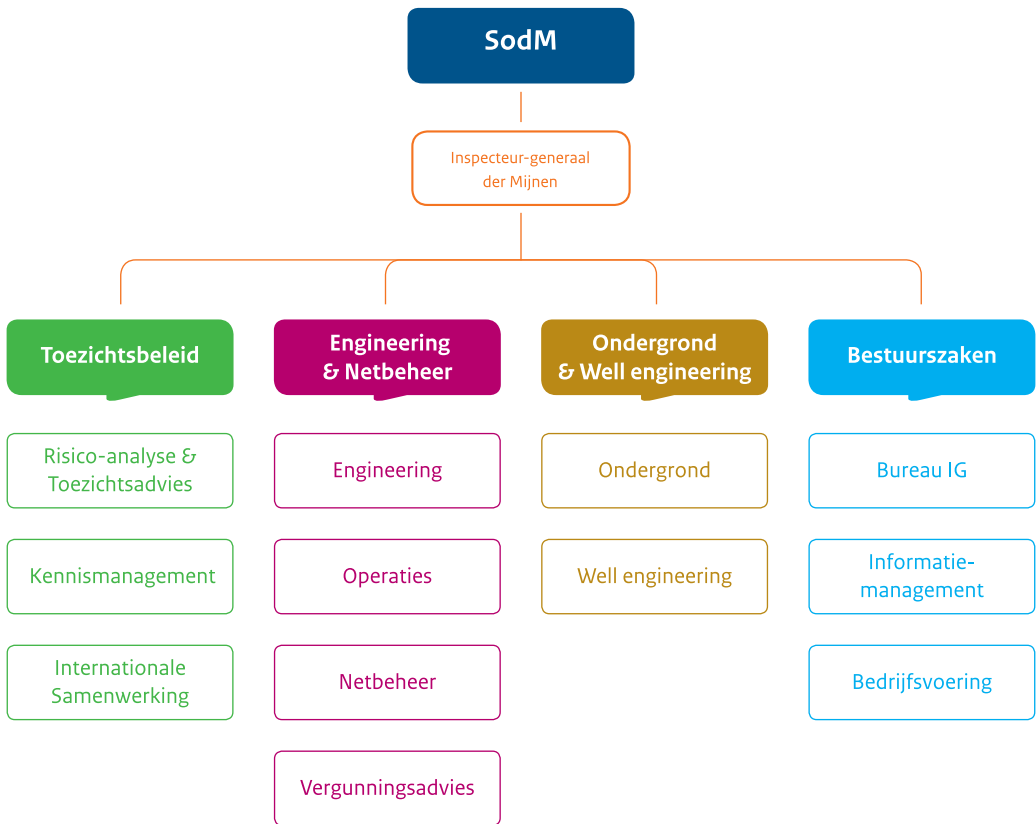 SodM
Inspecteur-generaal
der Mijnen
Toezichtsbeleid
Risico-analyse &
Toezichtsadvies
Kennismanagement
Internationale
Samenwerking
Engineering
& Netbeheer
Engineering
Operaties
Netbeheer
Vergunningsadvies
Ondergrond
& Well engineering
Ondergrond
Well engineering
Bestuurszaken
Bureau IG
Informatie-
management
Bedrijfsvoering